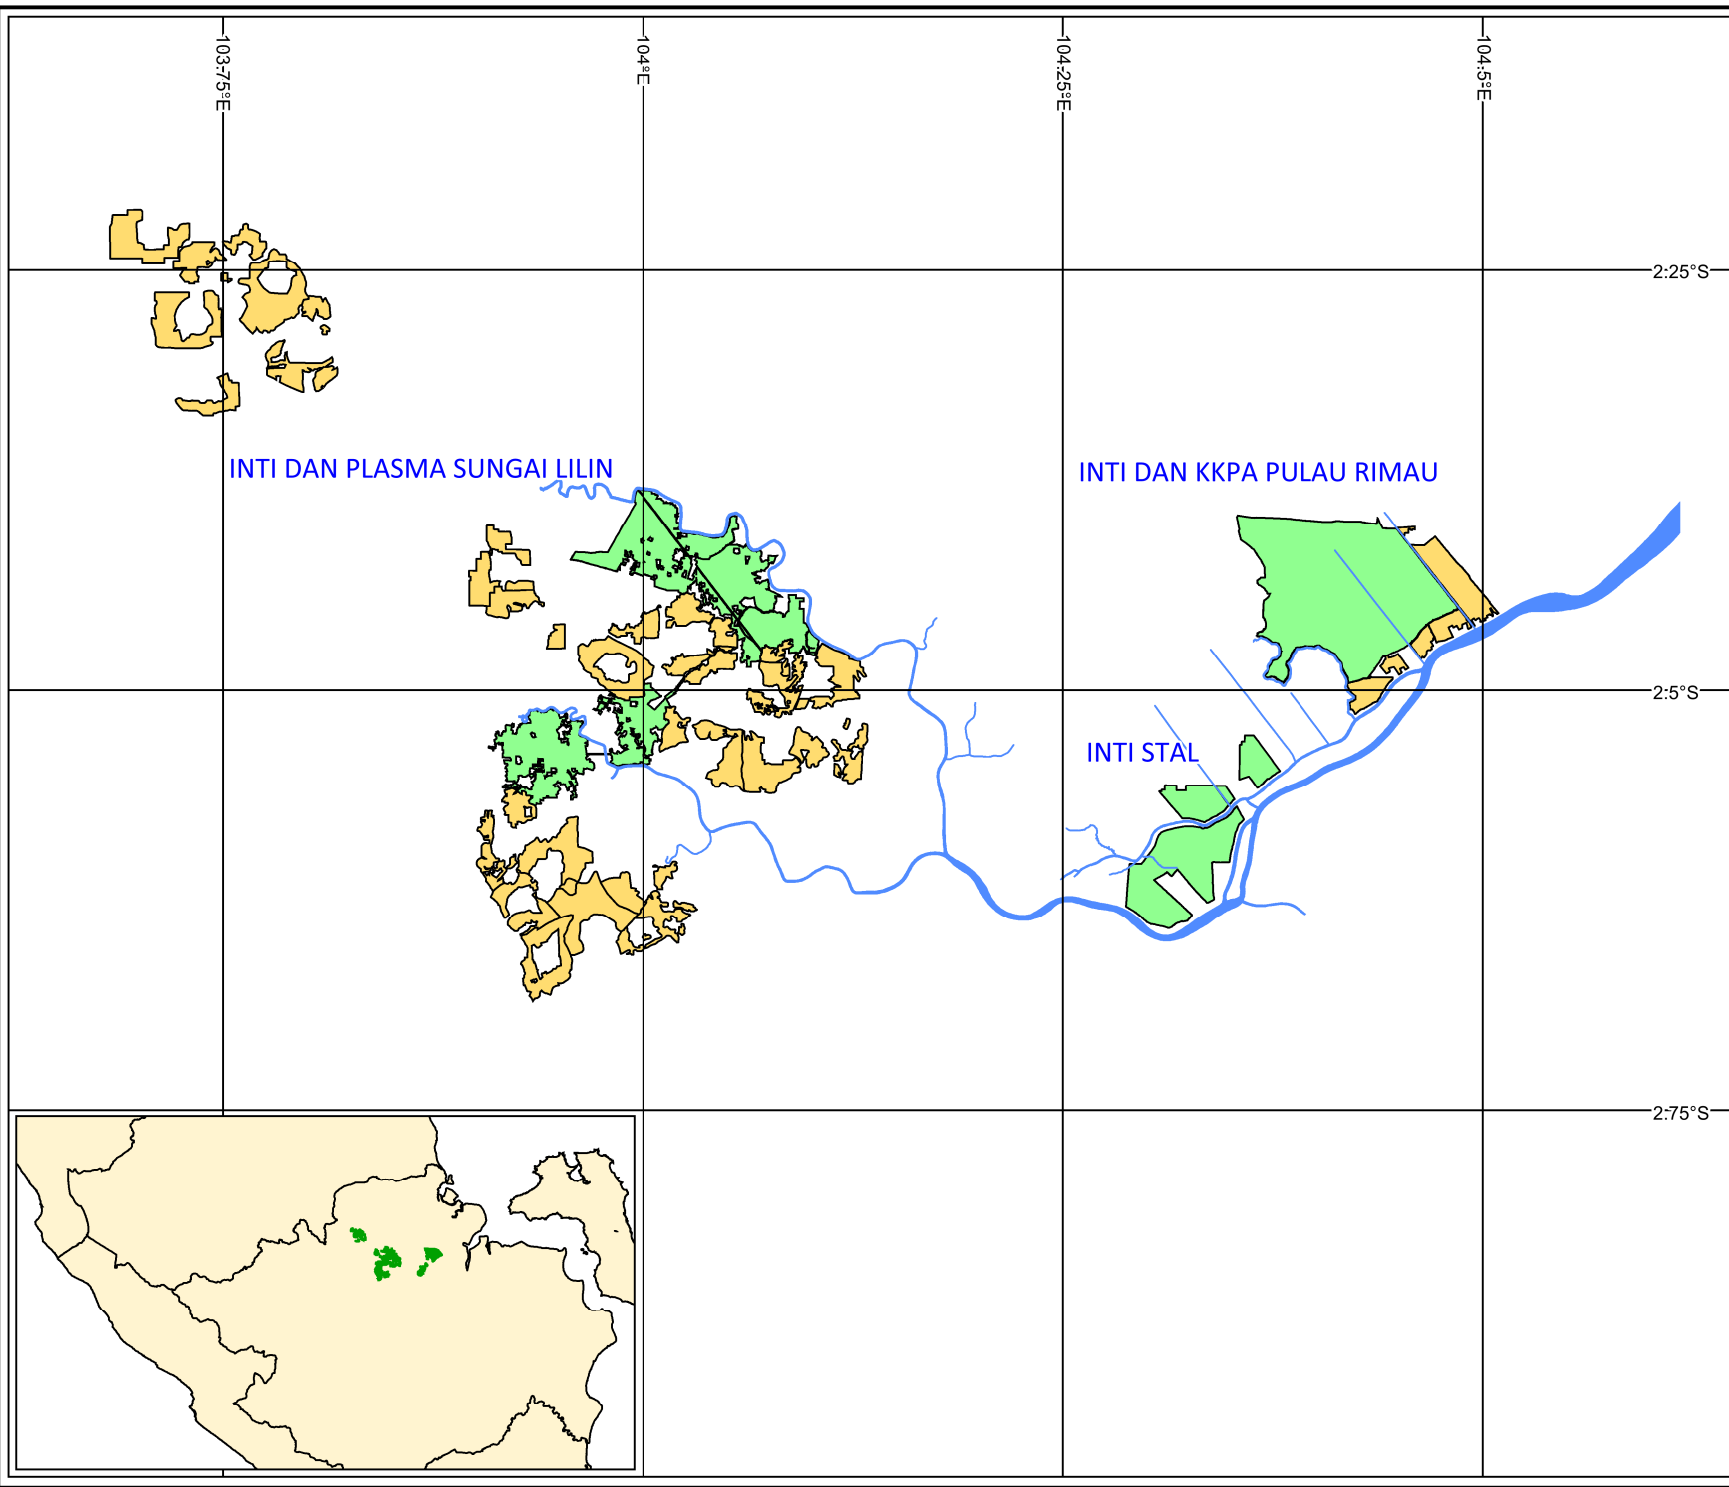 103.75°E
104°E
104.25°E
104.5°E
2.25°S
INTI DAN PLASMA SUNGAI LILIN
INTI DAN KKPA PULAU RIMAU
2.5°S
INTI STAL
2.75°S